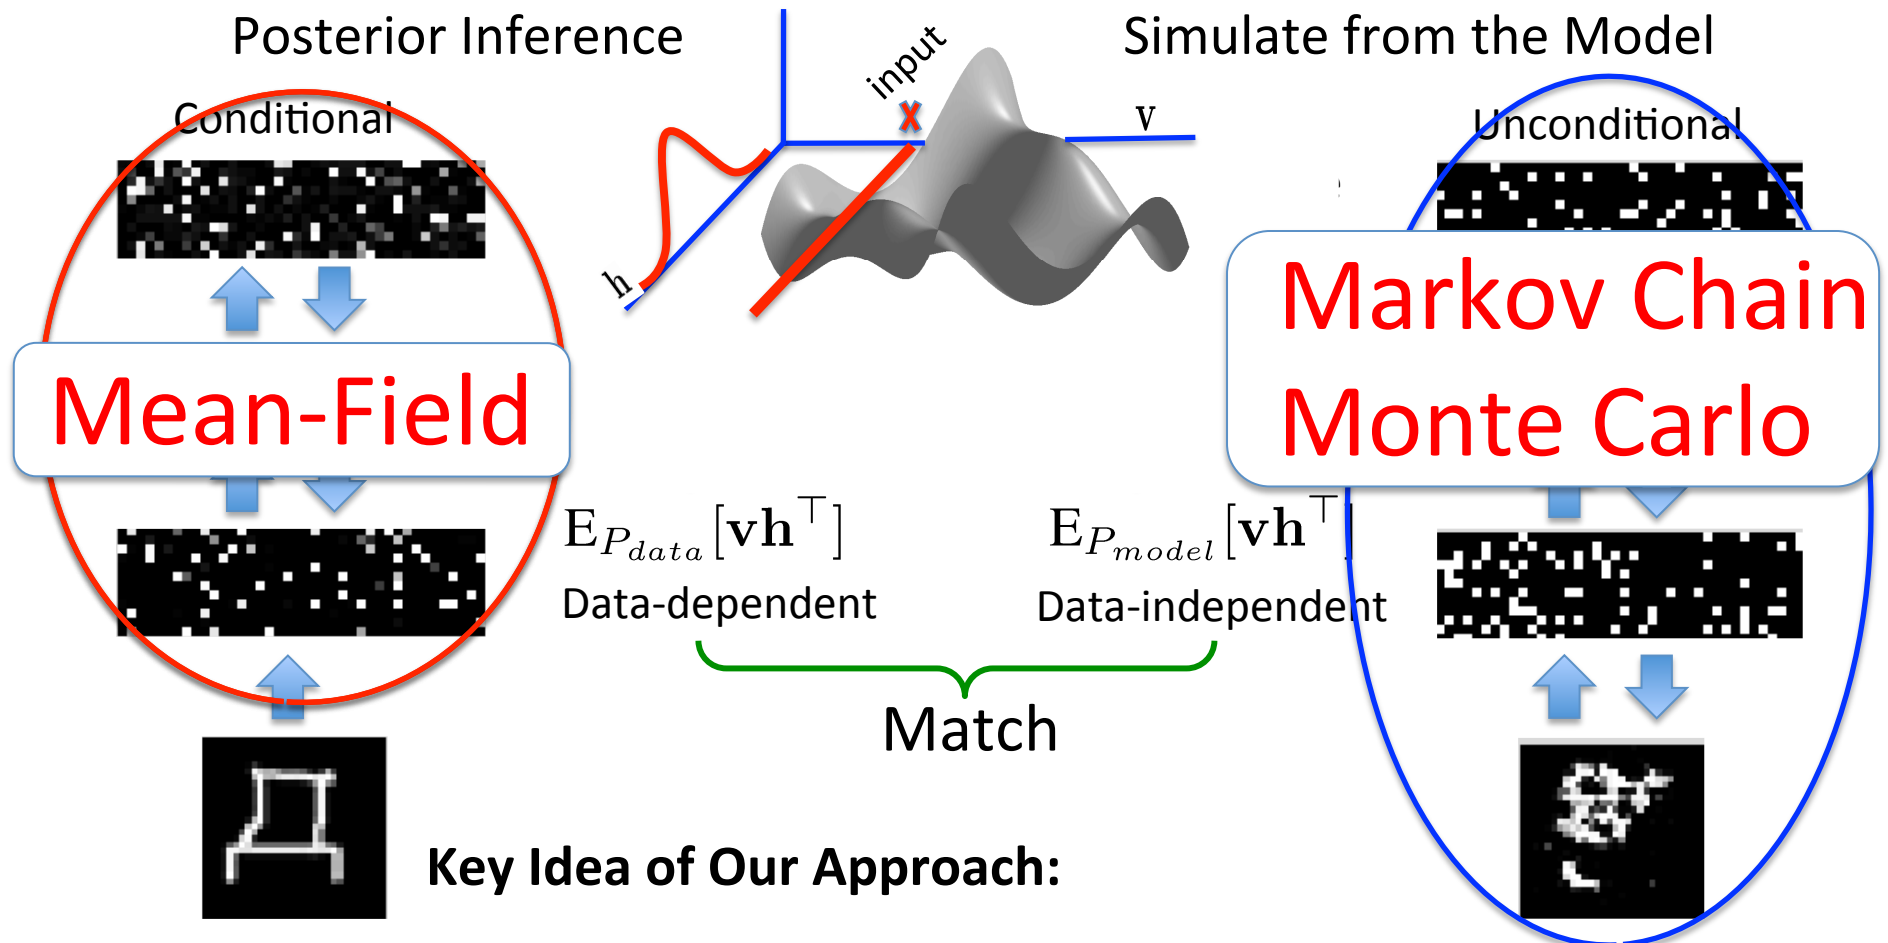 Posterior Inference
Simulate from the Model
Conditional
input
v
Unconditional
h
Markov Chain
Monte Carlo
Mean-Field
E_{P_{data}}[vh^⊤]
E_{P_{model}}[vh^⊤]
Data-dependent
Data-independent
Match
Key Idea of Our Approach: